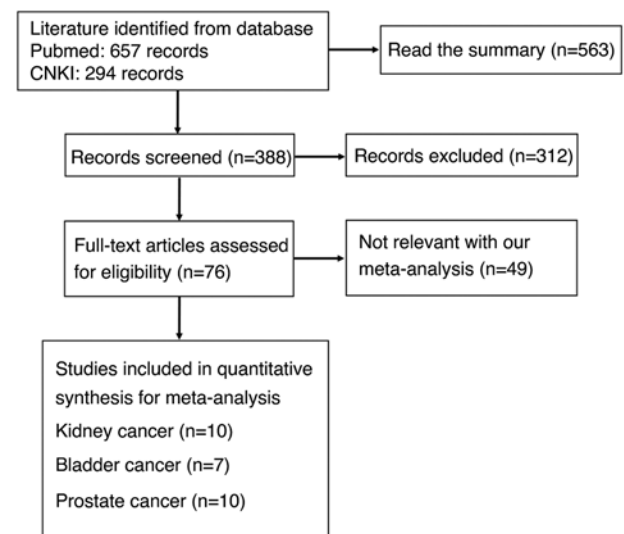 Literature identified from database
Pubmed: 657 records
CNKI: 294 records
Read the summary (n=563)
Records screened (n=388)
Records excluded (n=312)
Full-text articles assessed
for eligibility (n=76)
Not relevant with our
meta-analysis (n=49)
Studies included in quantitative
synthesis for meta-analysis
Kidney cancer (n=10)
Bladder cancer (n=7)
Prostate cancer (n=10)